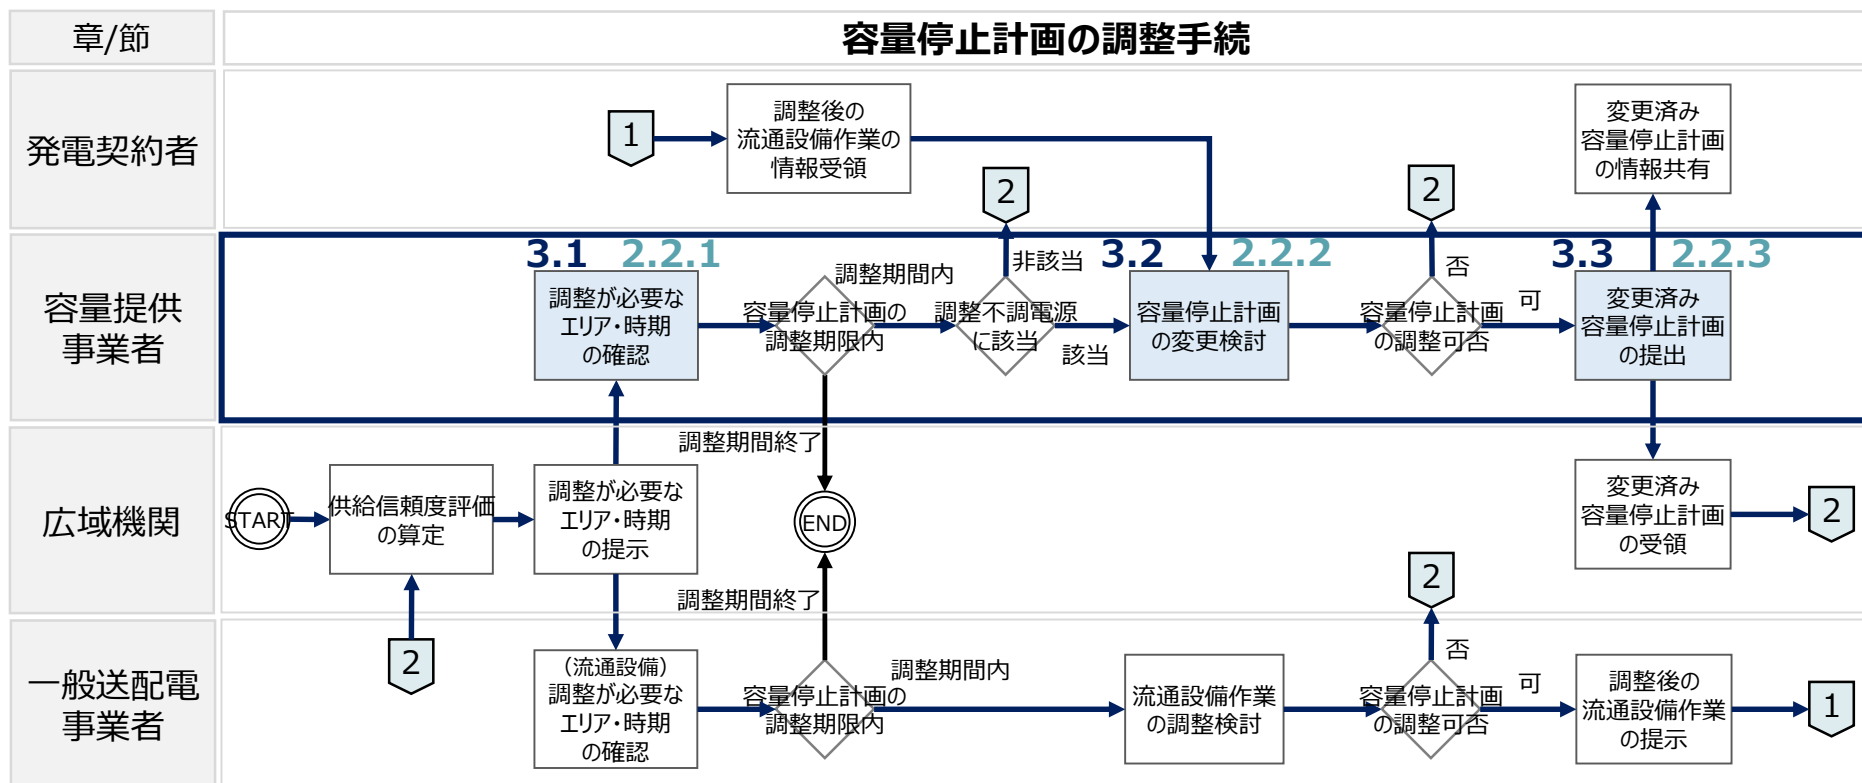 章/節
容量停止計画の調整手続
発電契約者
1
調整後の
流通設備作業の
情報受領
2
2
変更済み
容量停止計画
の情報共有
容量提供
事業者
3.1
2.2.1
調整が必要な
エリア・時期
の確認
調整期間内
容量停止計画の
調整期限内
非該当
調整不調電源
に該当
該当
3.2
2.2.2
容量停止計画
の変更検討
否
容量停止計画
の調整可否
可
3.3
2.2.3
変更済み
容量停止計画
の提出
広域機関
START
供給信頼度評価
の算定
調整が必要な
エリア・時期
の提示
調整期間終了
END
調整期間終了
変更済み
容量停止計画
の受領
2
2
2
一般送配電
事業者
（流通設備）
調整が必要な
エリア・時期
の確認
容量停止計画の
調整期限内
調整期間内
流通設備作業
の調整検討
否
容量停止計画
の調整可否
可
調整後の
流通設備作業
の提示
1